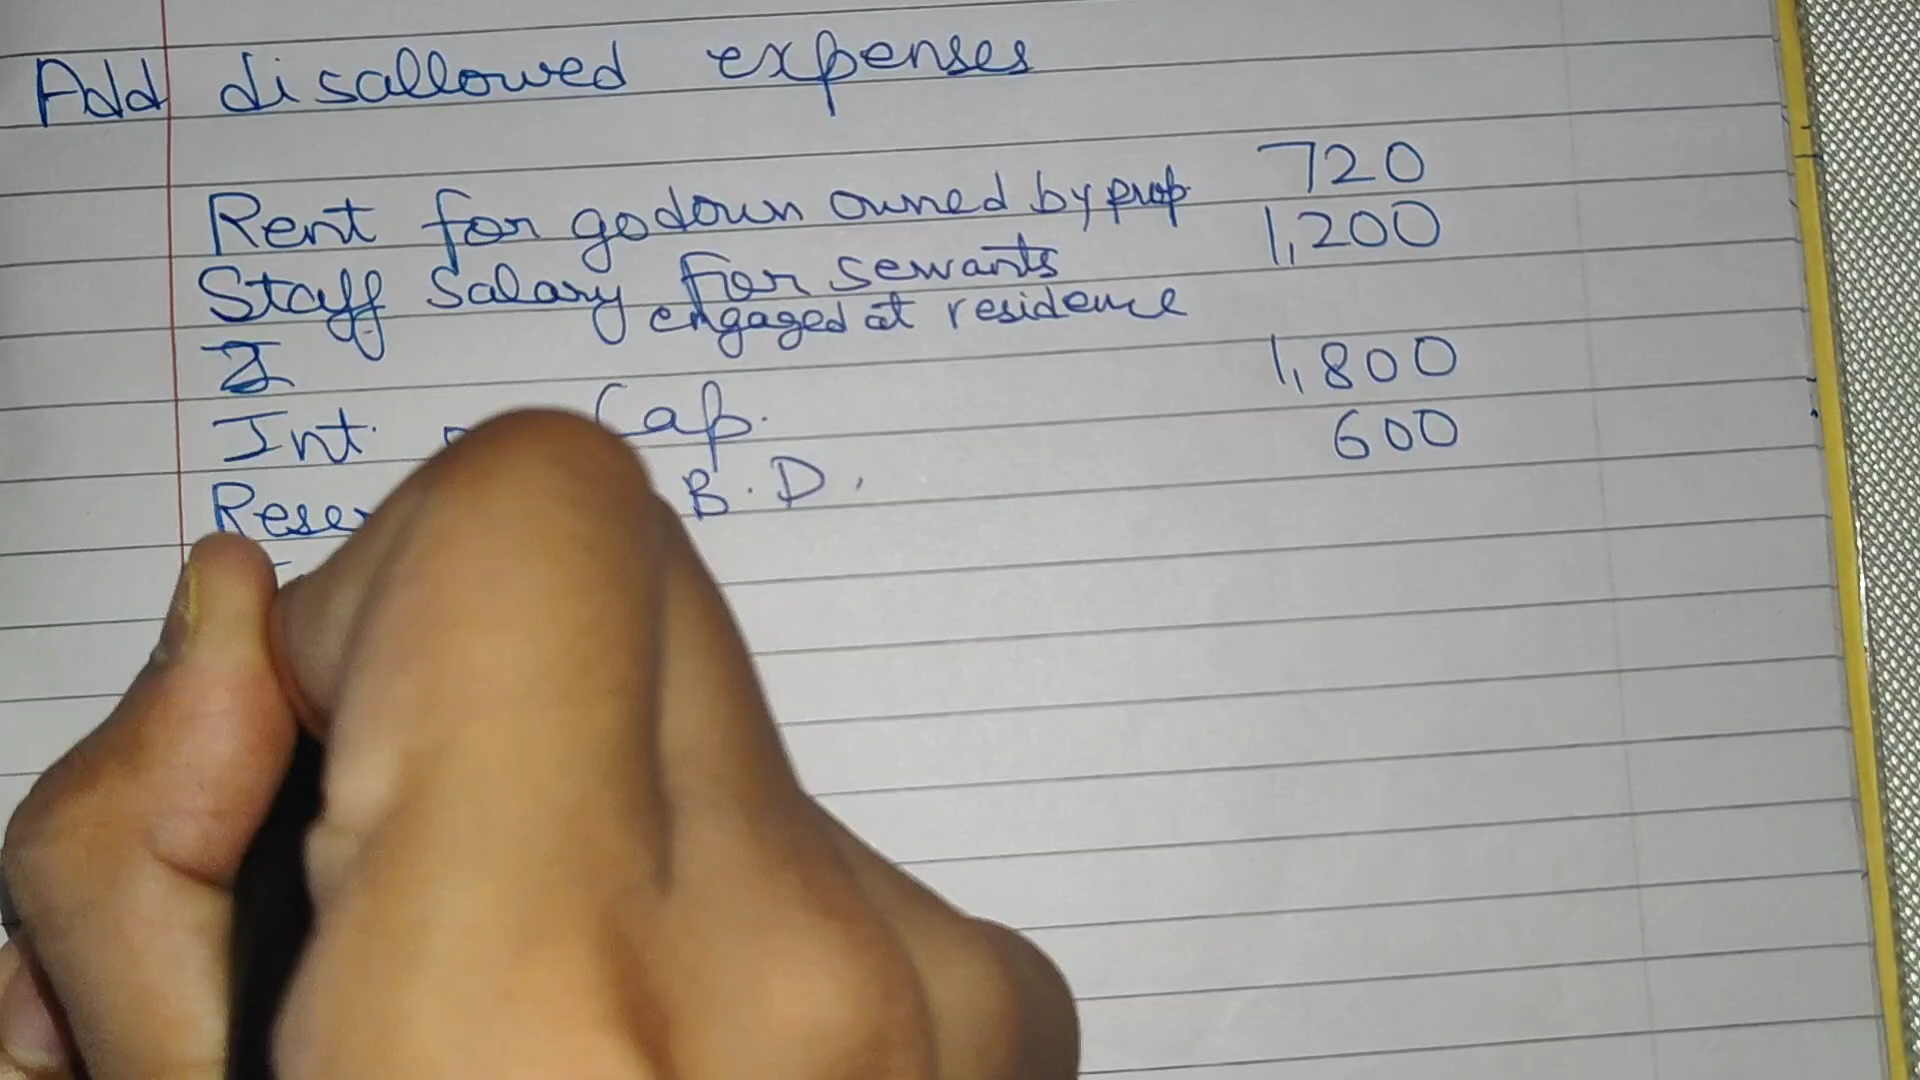 Add disallowed expenses
Rent for godown owned by prop. 720
Staff Salary for servants 1,200
engaged at residence
Int. Cap. 1,800
B.D. 600